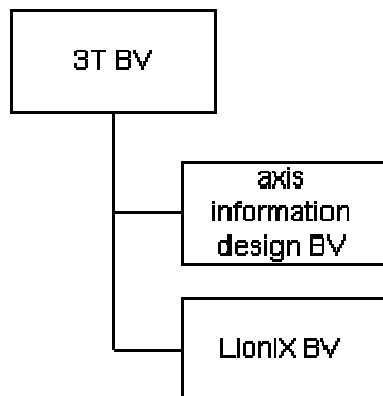 3T BV
axis
information
design BV
LioniX BV